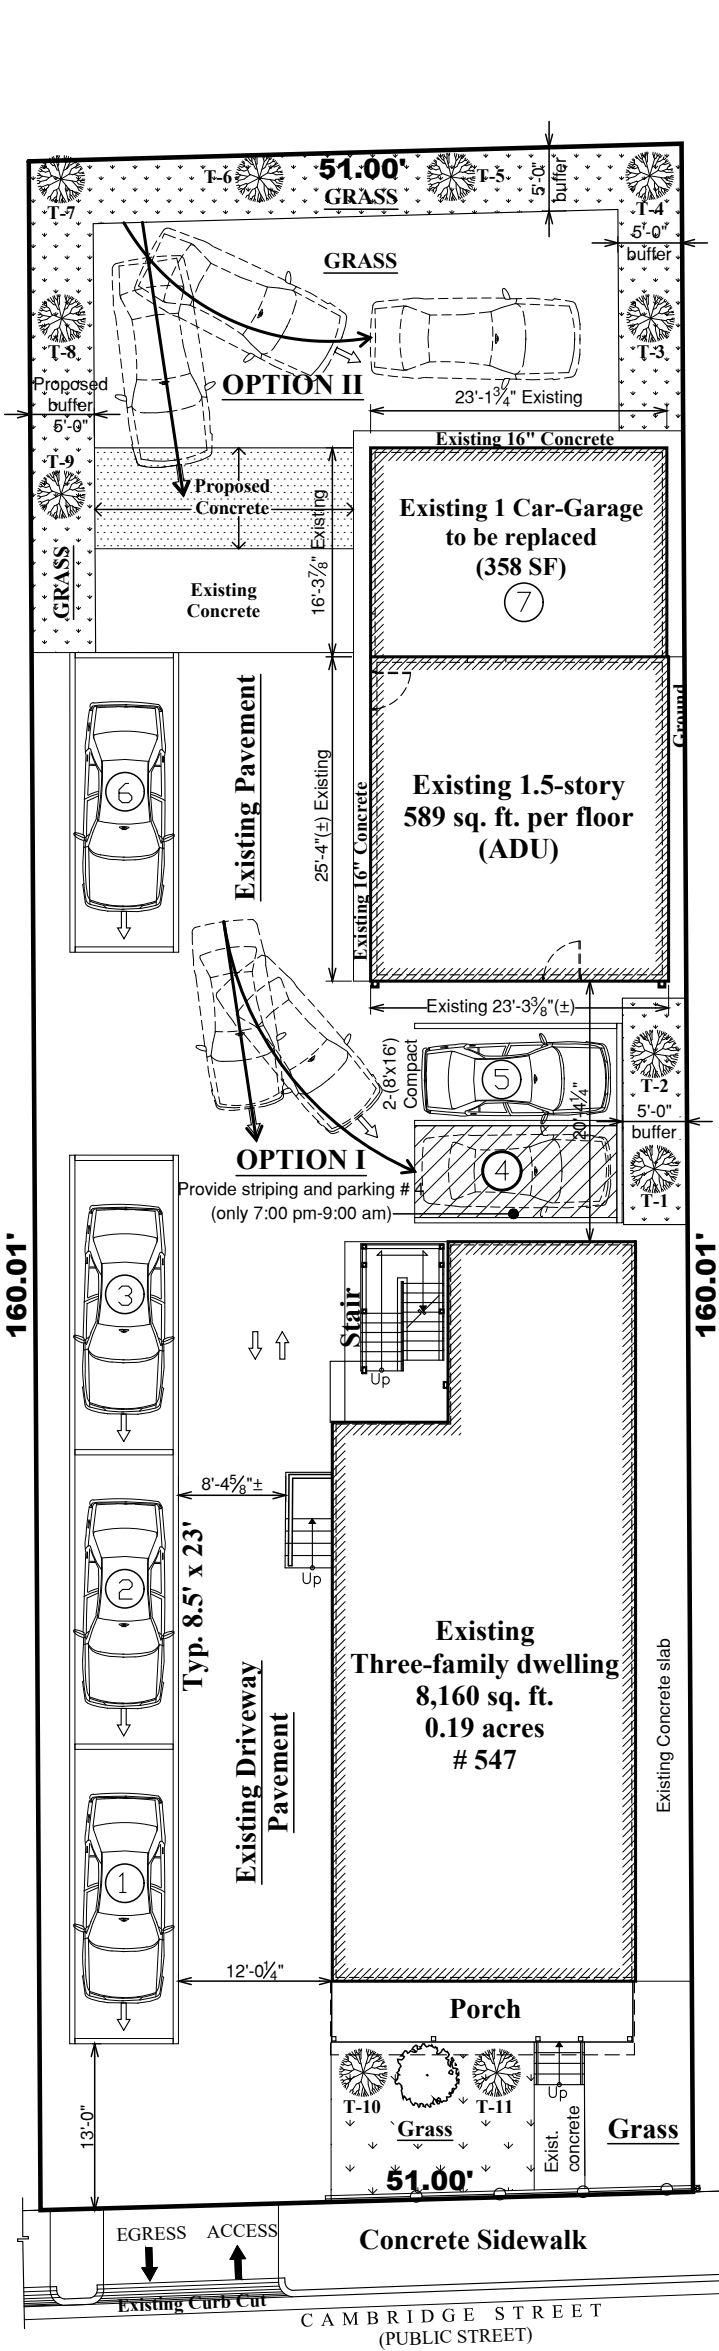 T-7
T-6
51.00'
GRASS
T-5
5'-0"
buffer
T-4
5'-0"
buffer
GRASS
T-8
T-3
Proposed
buffer
5'-0"
OPTION II
23'-1¾" Existing
Existing 16" Concrete
T-9
Proposed
Concrete
16'-3⅞" Existing
Existing 1 Car-Garage
to be replaced
(358 SF)
7
GRASS
Existing
Concrete
6
Existing Pavement
25'-4"(±) Existing
Existing 16" Concrete
Ground
Existing 1.5-story
589 sq. ft. per floor
(ADU)
Existing 23'-3⅜"(±)
2-(8'x16')
Compact
5
20'-4¼"
T-2
5'-0"
buffer
OPTION I
Provide striping and parking # 4
(only 7:00 pm-9:00 am)
4
T-1
160.01'
160.01'
3
Stair
Up
8'-4⅝"±
Up
2
Typ. 8.5' x 23'
Existing
Three-family dwelling
8,160 sq. ft.
0.19 acres
# 547
Existing Concrete slab
Existing Driveway
Pavement
1
12'-0¼"
Porch
13'-0"
T-10
T-11
Up
Grass
Exist.
concrete
Grass
51.00'
EGRESS
ACCESS
Concrete Sidewalk
Existing Curb Cut
CAMBRIDGE STREET
(PUBLIC STREET)